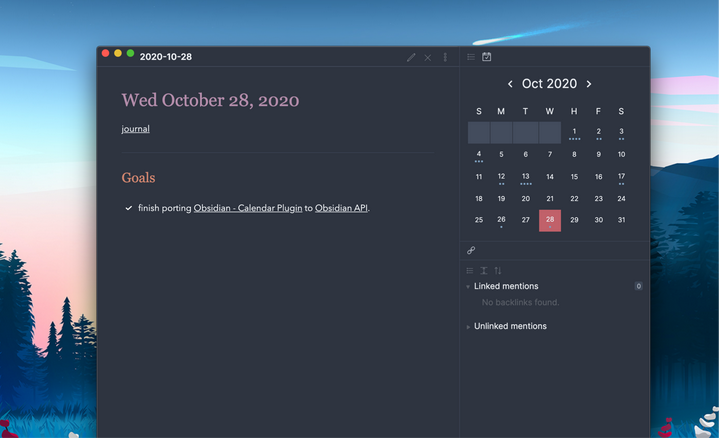 2020-10-28
Wed October 28, 2020
journal
Goals
finish porting Obsidian - Calendar Plugin to Obsidian API.
Oct 2020
S M T W H F S
1 2 3
4 5 6 7 8 9 10
11 12 13 14 15 16 17
18 19 20 21 22 23 24
25 26 27 28 29 30 31
Linked mentions 0
No backlinks found.
Unlinked mentions